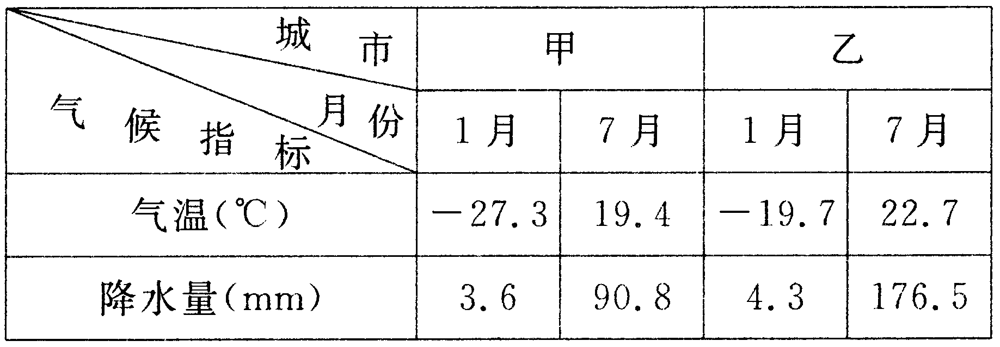 城市 甲 乙
月份 1月 7月 1月 7月
气候指标
气温(℃) －27.3 19.4 －19.7 22.7
降水量(mm) 3.6 90.8 4.3 176.5